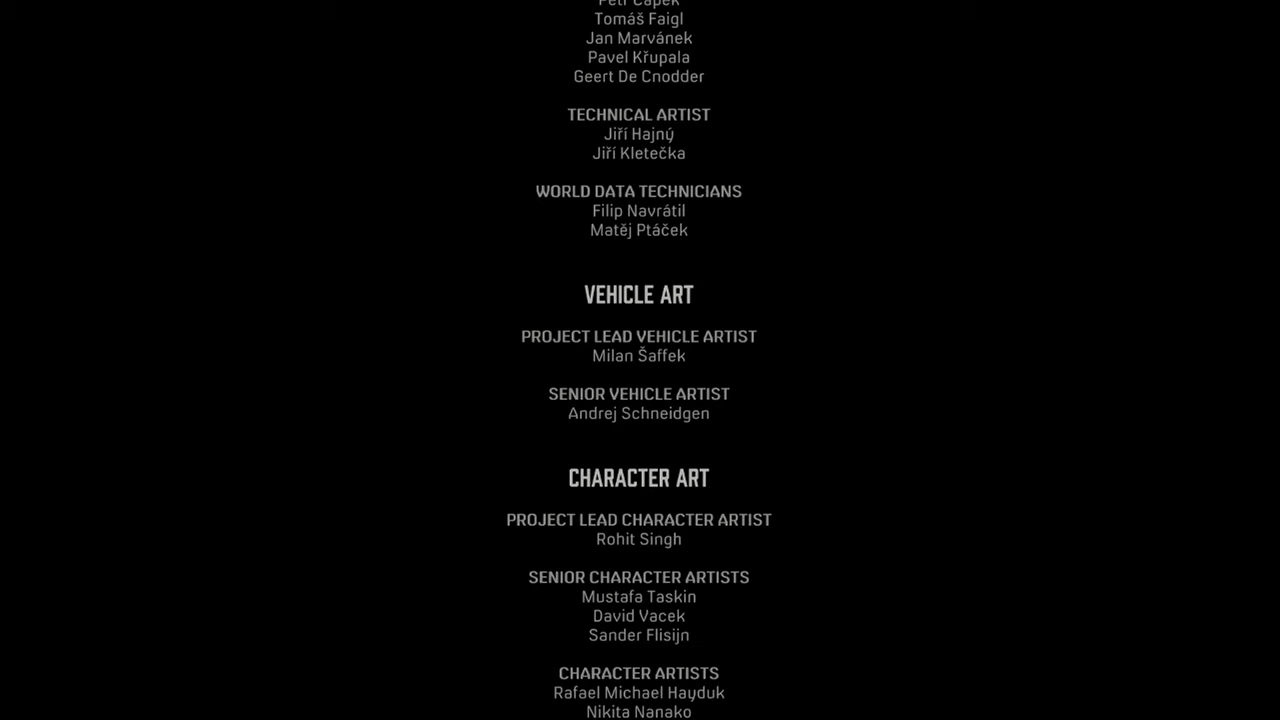 Petr Čapek
Tomáš Faigl
Jan Marvánek
Pavel Křupala
Geert De Cnodder
TECHNICAL ARTIST
Jiří Hajný
Jiří Kletečka
WORLD DATA TECHNICIANS
Filip Navrátil
Matěj Ptáček
VEHICLE ART
PROJECT LEAD VEHICLE ARTIST
Milan Šaffek
SENIOR VEHICLE ARTIST
Andrej Schneidgen
CHARACTER ART
PROJECT LEAD CHARACTER ARTIST
Rohit Singh
SENIOR CHARACTER ARTISTS
Mustafa Taskin
David Vacek
Sander Flisijn
CHARACTER ARTISTS
Rafael Michael Hayduk
Nikita Nanako